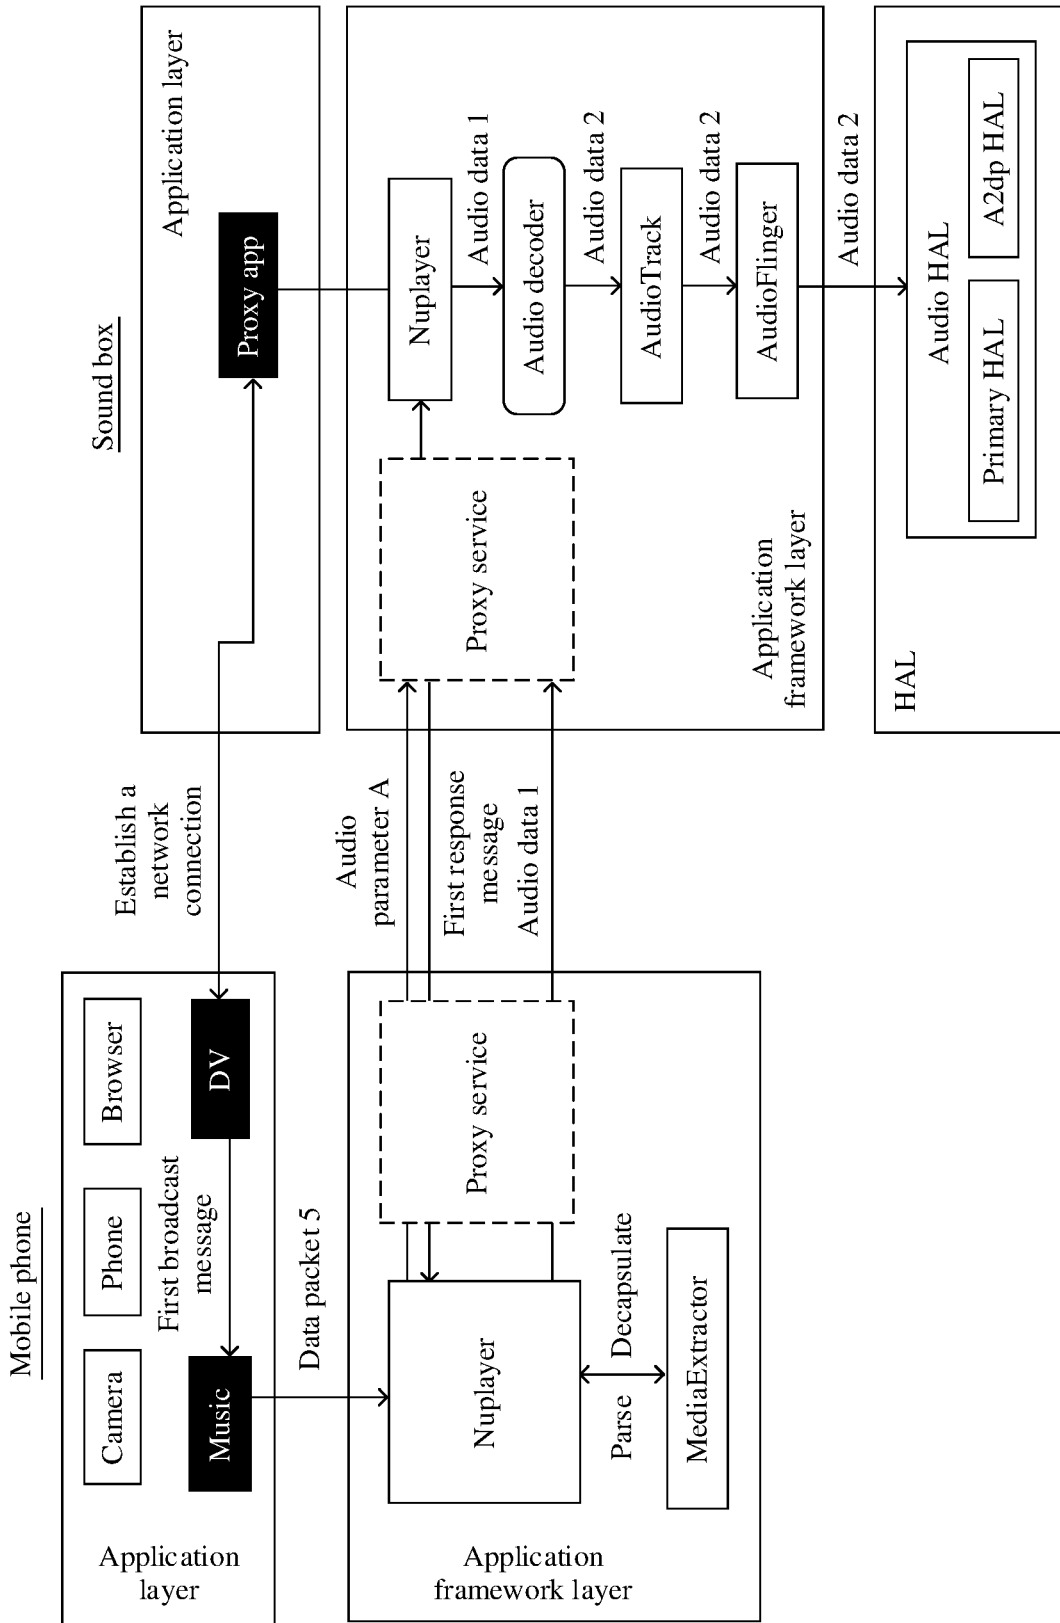 Mobile phone
Application
layer
Camera
Phone
Browser
Music
First broadcast
message
DV
Establish a
network
connection
Data packet 5
Application
framework layer
Nuplayer
Parse
Decapsulate
MediaExtractor
Proxy service
Audio
parameter A
First response
message
Audio data 1
Sound box
Application layer
Proxy app
Proxy service
Nuplayer
Audio data 1
Audio decoder
Audio data 2
AudioTrack
Audio data 2
AudioFlinger
Application
framework layer
Audio data 2
HAL
Audio HAL
Primary HAL
A2dp HAL